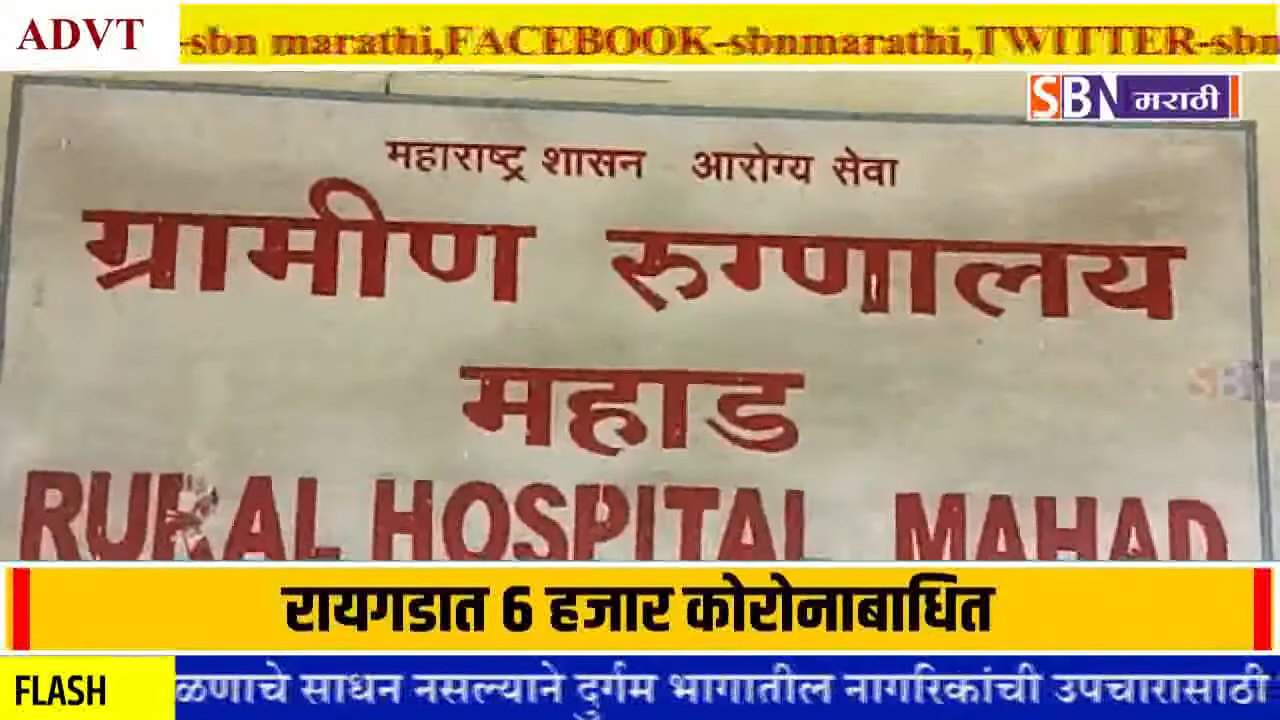 ADVT -sbn marathi,FACEBOOK-sbnmarathi,TWITTER-sbn
SBN मराठी
महाराष्ट्र शासन आरोग्य सेवा
ग्रामीण रुग्णालय
महाड
SBN
RURAL HOSPITAL MAHAD
रायगडात 6 हजार कोरोनाबाधित
FLASH ळणाचे साधन नसल्याने दुर्गम भागातील नागरिकांची उपचारासाठी